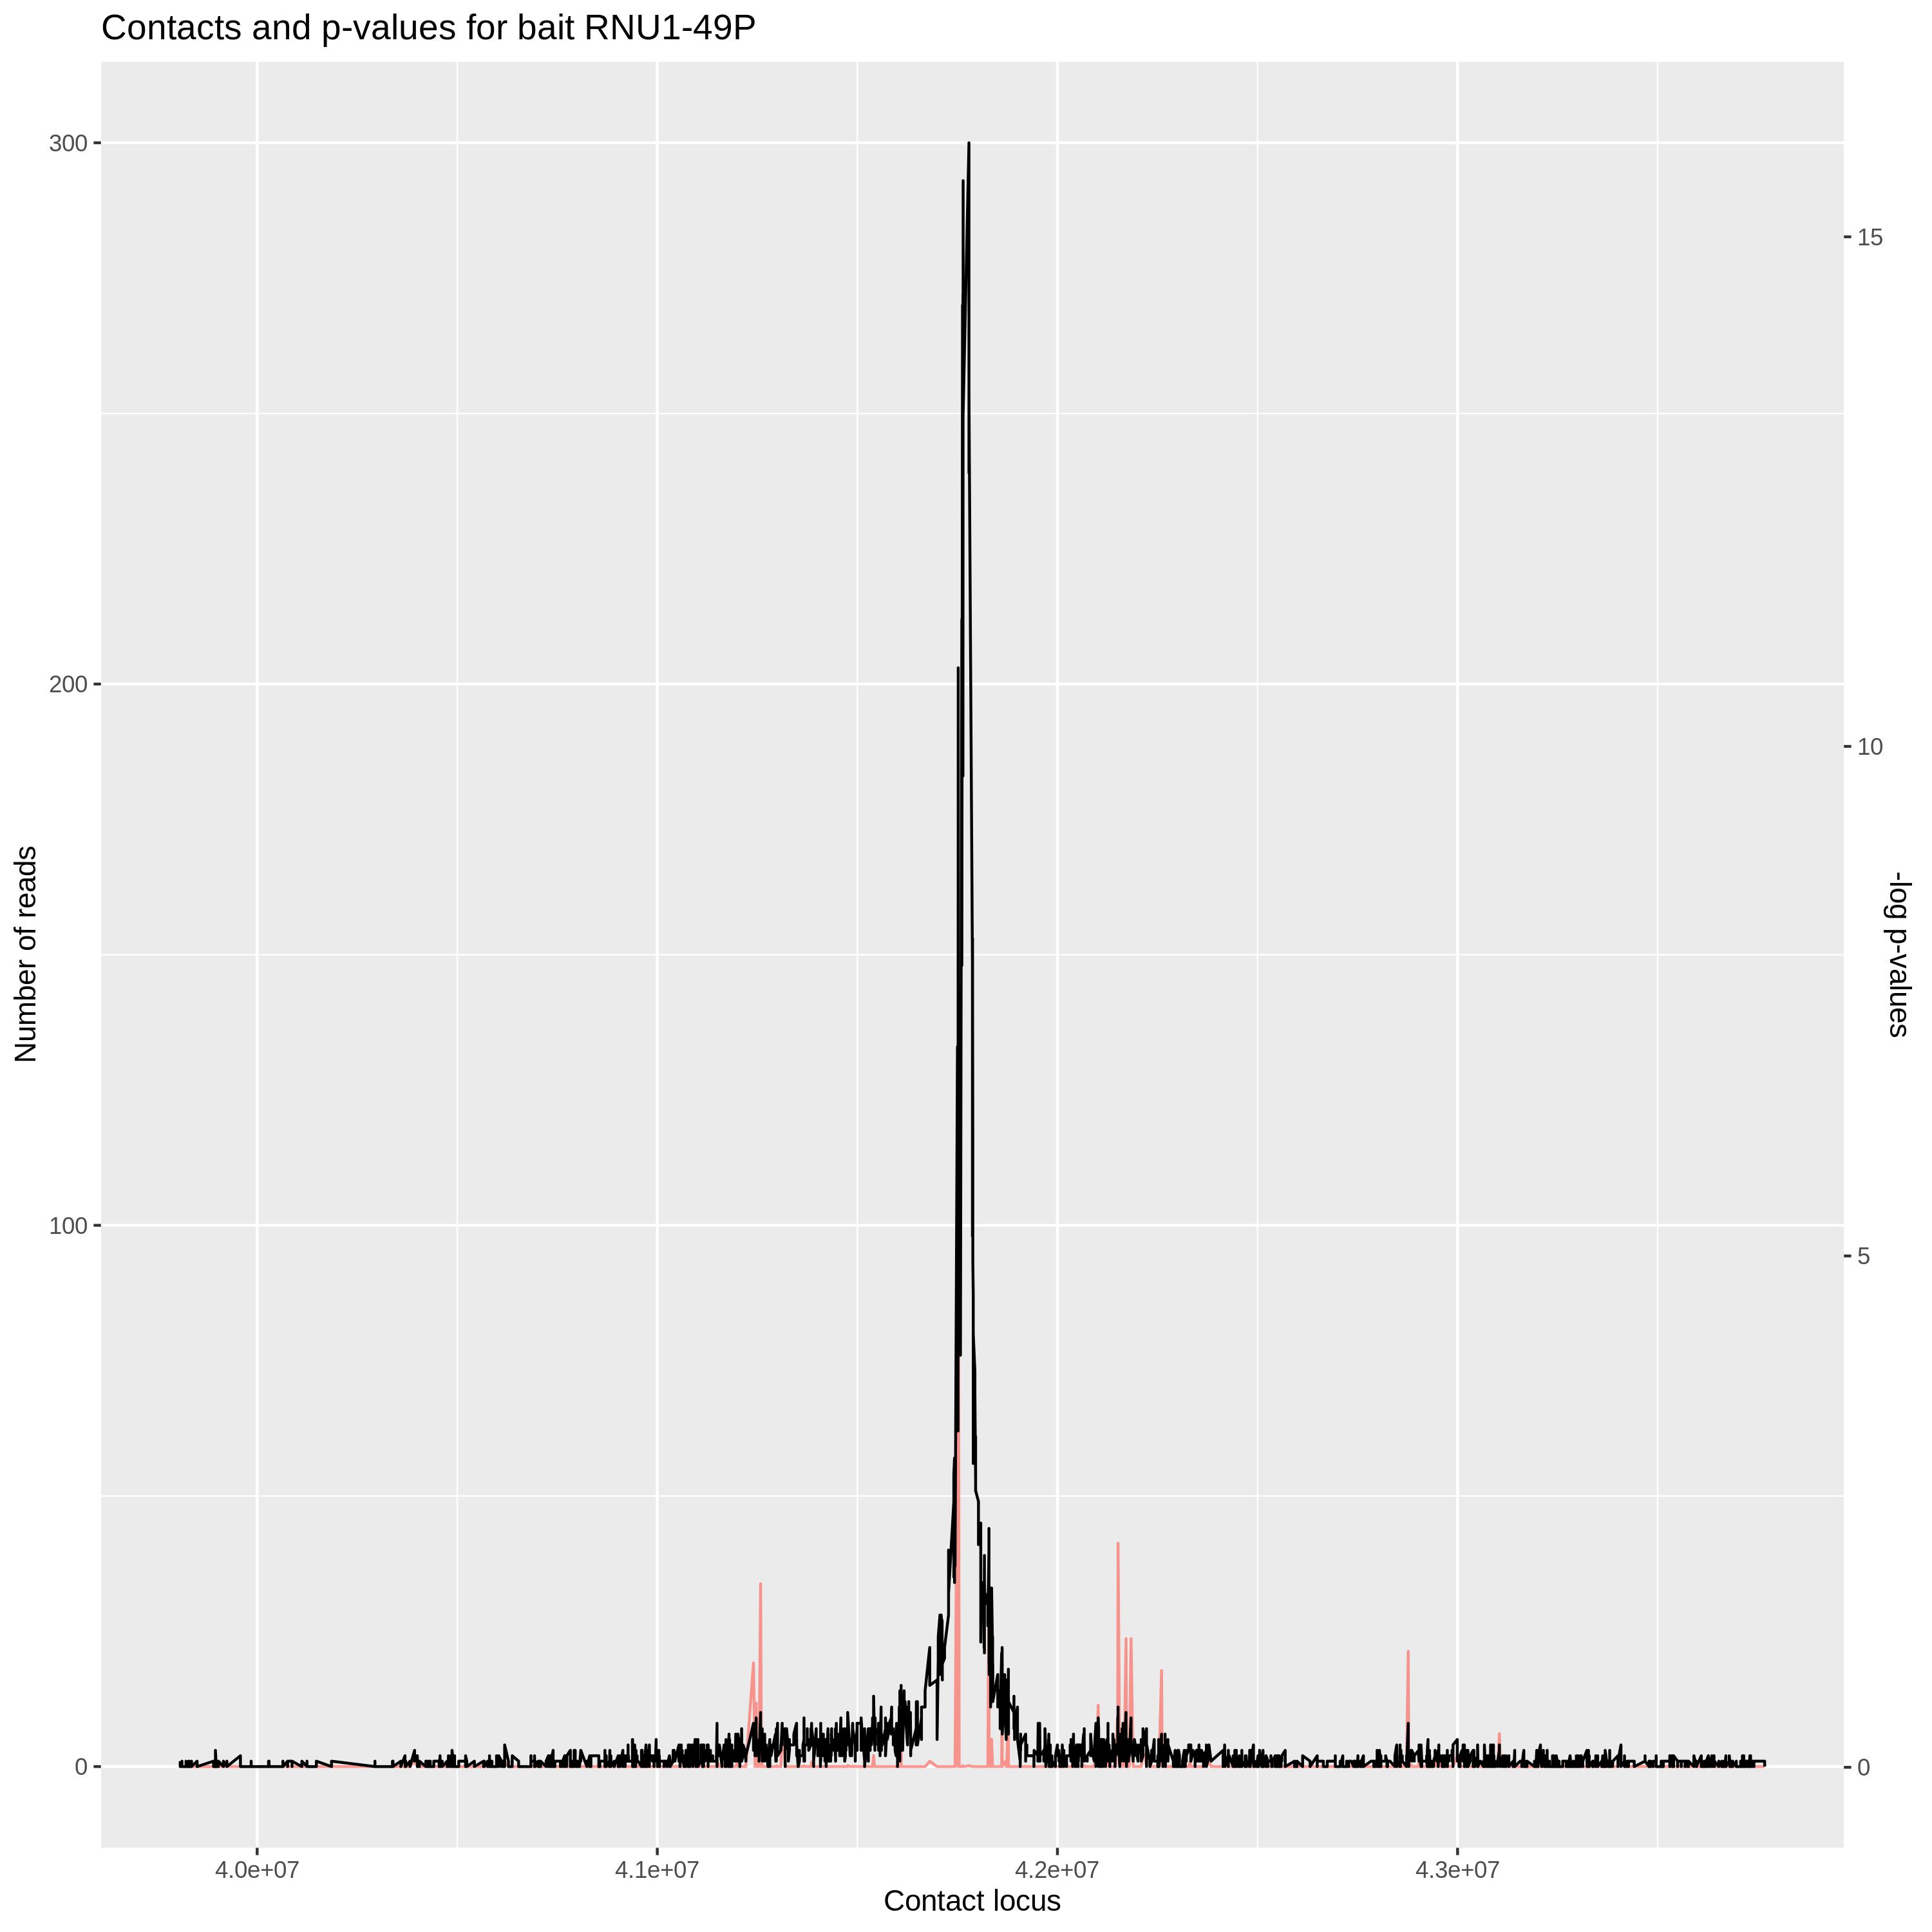 Contacts and p-values for bait RNU1-49P
300
200
100
0
15
10
5
0
Number of reads
-log p-values
4.0e+07
4.1e+07
4.2e+07
4.3e+07
Contact locus